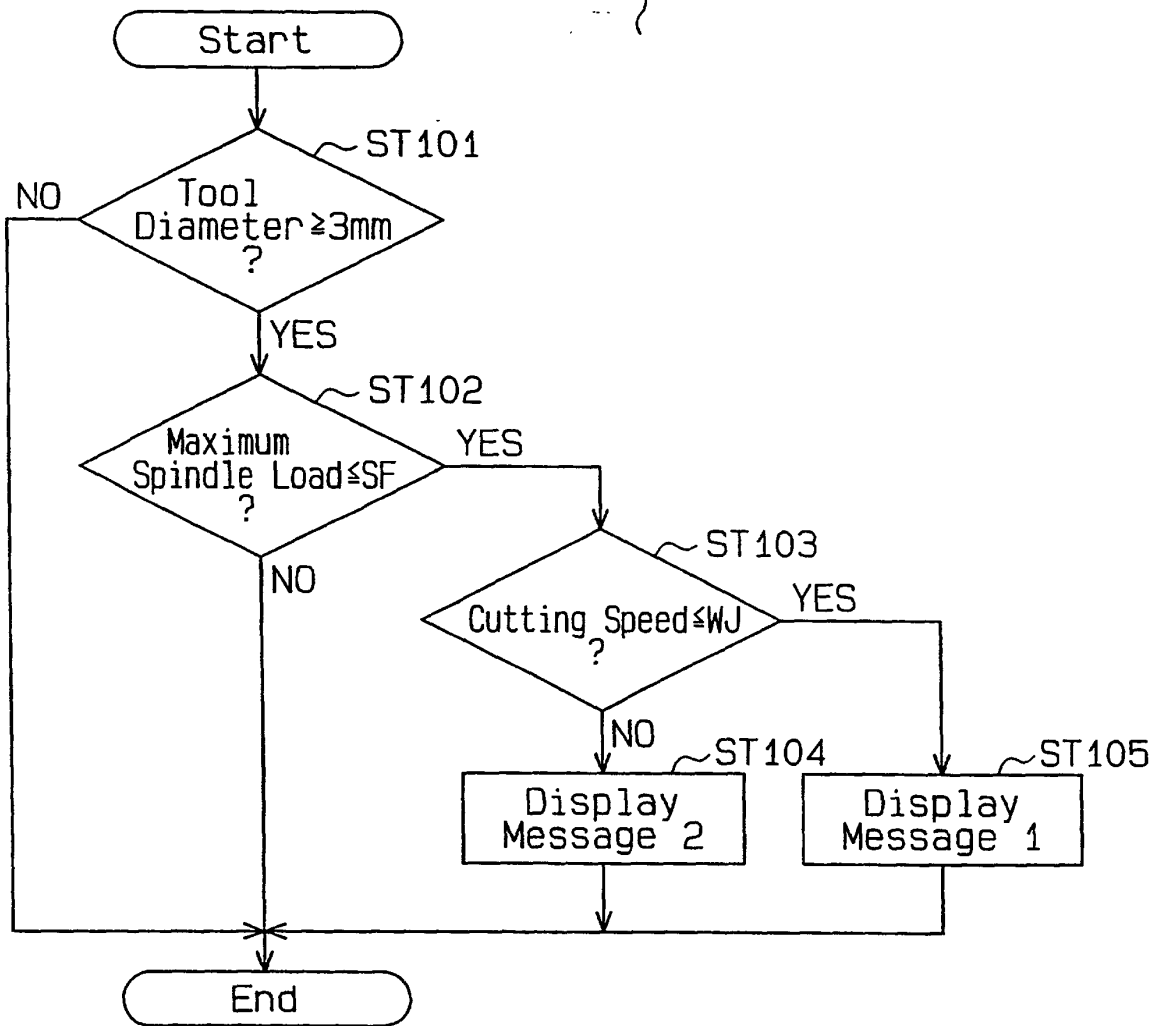 Start
ST101
NO
Tool
Diameter≧3mm
?
YES
ST102
Maximum
Spindle Load≦SF
?
YES
NO
ST103
Cutting Speed≦WJ
?
YES
NO
ST104
Display
Message 2
ST105
Display
Message 1
End